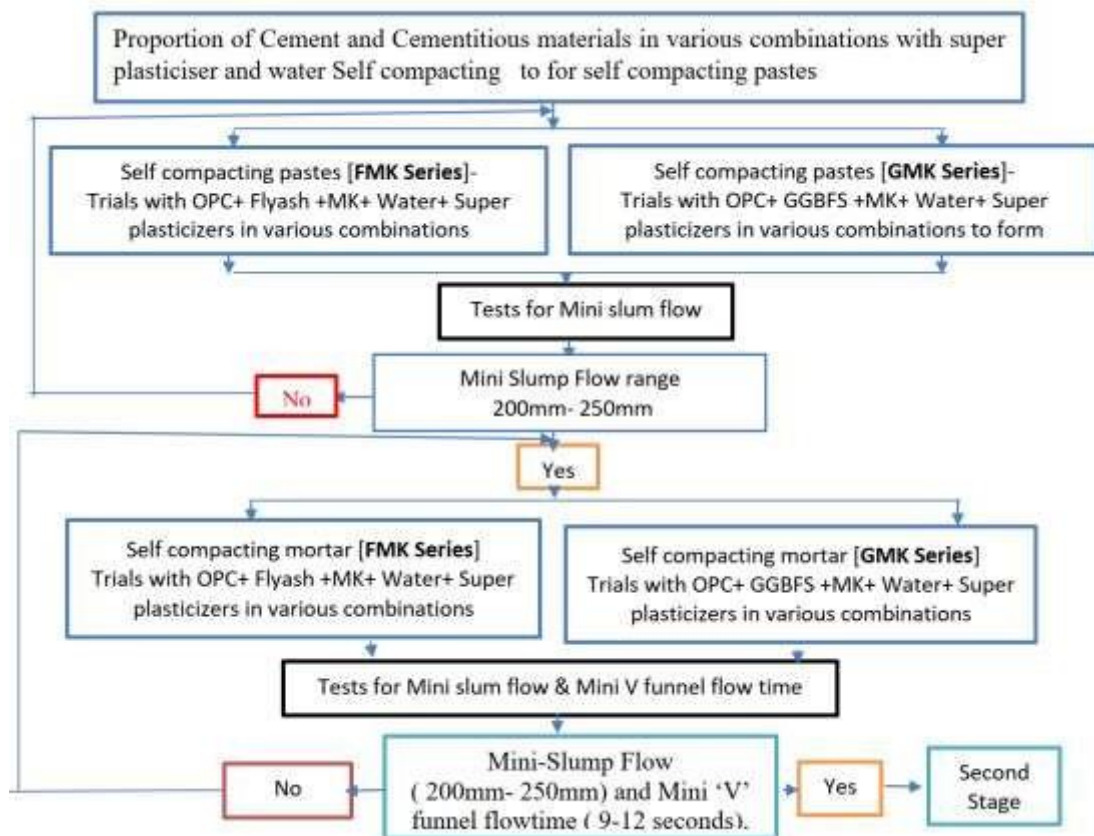 Proportion of Cement and Cementitious materials in various combinations with super
plasticiser and water Self compacting to for self compacting pastes
Self compacting pastes [FMK Series]-
Trials with OPC+ Flyash +MK+ Water+ Super
plasticizers in various combinations
Self compacting pastes [GMK Series]-
Trials with OPC+ GGBFS +MK+ Water+ Super
plasticizers in various combinations to form
Tests for Mini slum flow
Mini Slump Flow range
200mm- 250mm
No
Yes
Self compacting mortar [FMK Series]
Trials with OPC+ Flyash +MK+ Water+ Super
plasticizers in various combinations
Self compacting mortar [GMK Series]
Trials with OPC+ GGBFS +MK+ Water+ Super
plasticizers in various combinations
Tests for Mini slum flow & Mini V funnel flow time
No
Mini-Slump Flow
( 200mm- 250mm) and Mini ‘V’
funnel flowtime ( 9-12 seconds).
Yes
Second
Stage